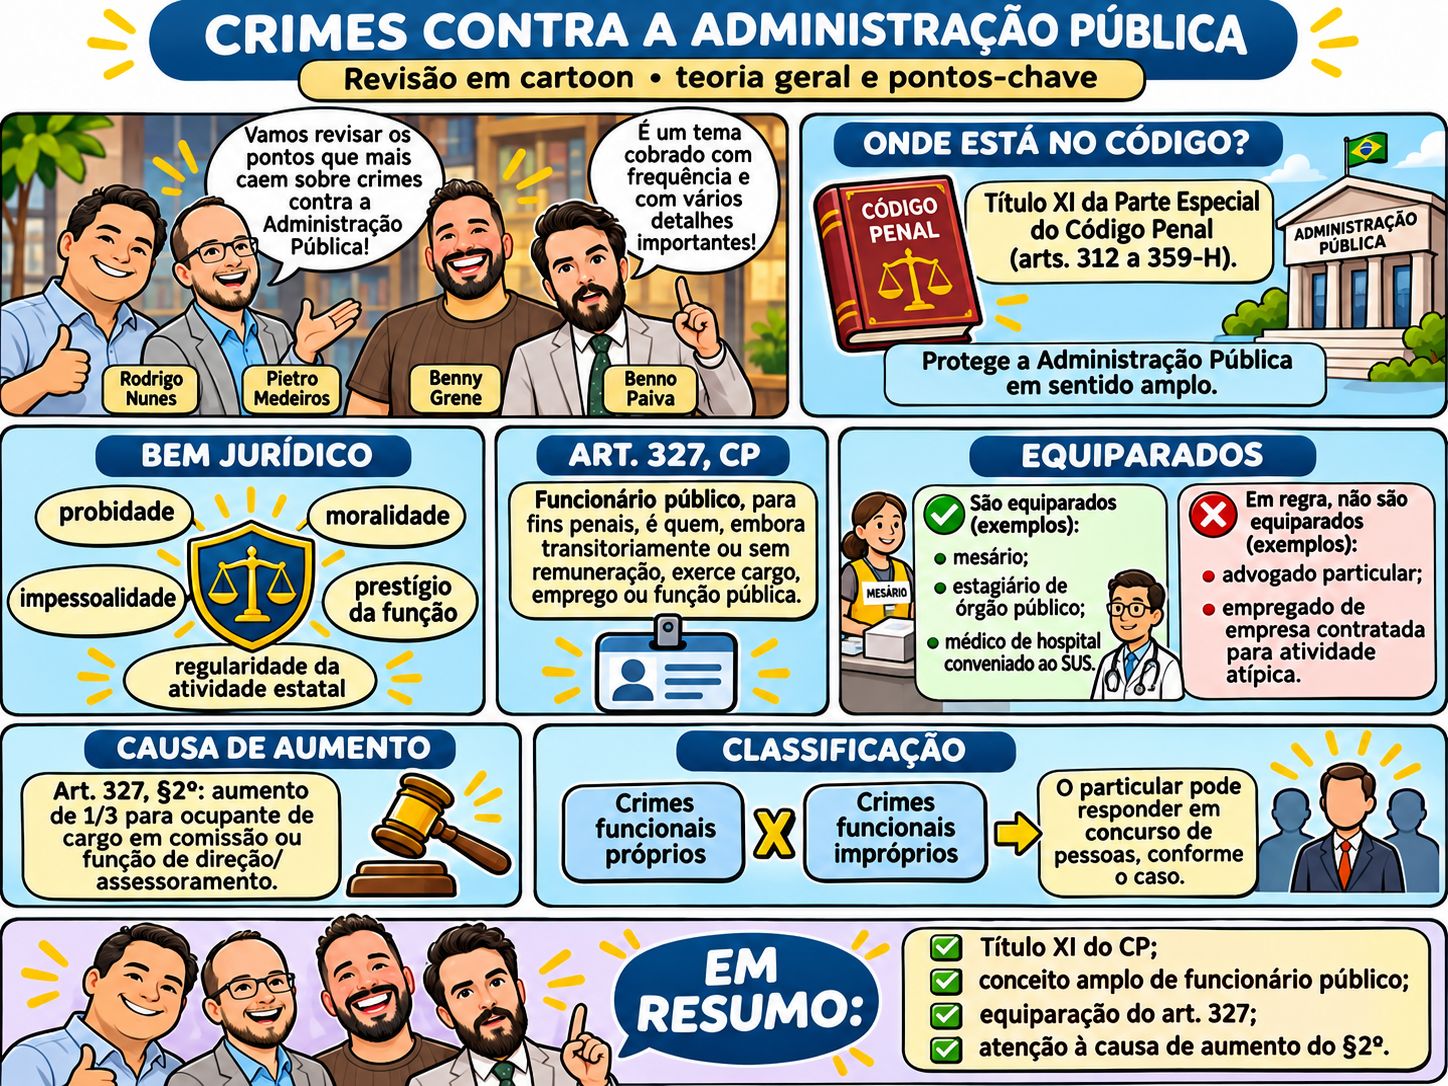 CRIMES CONTRA A ADMINISTRAÇÃO PÚBLICA
Revisão em cartoon • teoria geral e pontos-chave
Vamos revisar os
pontos que mais
caem sobre crimes
contra a
Administração
Pública!
É um tema
cobrado com
frequência e
com vários
detalhes
importantes!
Rodrigo
Nunes
Pietro
Medeiros
Benny
Grene
Benno
Paiva
ONDE ESTÁ NO CÓDIGO?
CÓDIGO
PENAL
Título XI da Parte Especial
do Código Penal
(arts. 312 a 359-H).
ADMINISTRAÇÃO
PÚBLICA
Protege a Administração Pública
em sentido amplo.
BEM JURÍDICO
probidade
moralidade
impessoalidade
prestígio
da função
regularidade da
atividade estatal
ART. 327, CP
Funcionário público, para
fins penais, é quem, embora
transitoriamente ou sem
remuneração, exerce cargo,
emprego ou função pública.
EQUIPARADOS
MESÁRIO
São equiparados
(exemplos):
• mesário;
• estagiário de
órgão público;
• médico de hospital
conveniado ao SUS.
Em regra, não são
equiparados
(exemplos):
• advogado particular;
• empregado de
empresa contratada
para atividade
atípica.
CAUSA DE AUMENTO
Art. 327, §2º: aumento
de 1/3 para ocupante de
cargo em comissão ou
função de direção/
assessoramento.
CLASSIFICAÇÃO
Crimes
funcionais
próprios
X
Crimes
funcionais
impróprios
O particular pode
responder em
concurso de
pessoas, conforme
o caso.
EM
RESUMO:
Título XI do CP;
conceito amplo de funcionário público;
equiparação do art. 327;
atenção à causa de aumento do §2º.